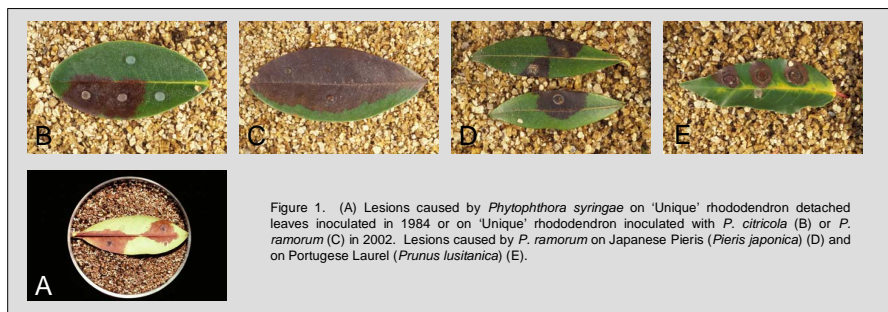 B
C
D
E
A
Figure 1. (A) Lesions caused by Phytophthora syringae on ‘Unique’ rhododendron detached
leaves inoculated in 1984 or on ‘Unique’ rhododendron inoculated with P. citricola (B) or P.
ramorum (C) in 2002. Lesions caused by P. ramorum on Japanese Pieris (Pieris japonica) (D) and
on Portugese Laurel (Prunus lusitanica) (E).